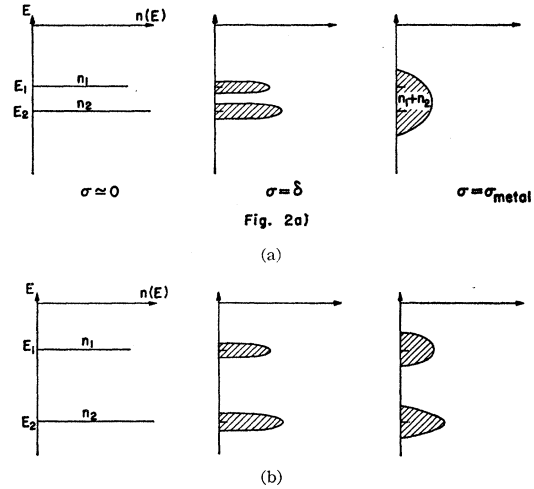 E n(E)
E₁ n₁
E₂ n₂
n₁+n₂
σ ≃ 0 σ = δ σ = σmetal
Fig. 2a)
(a)
E n(E)
E₁ n₁
E₂ n₂
(b)